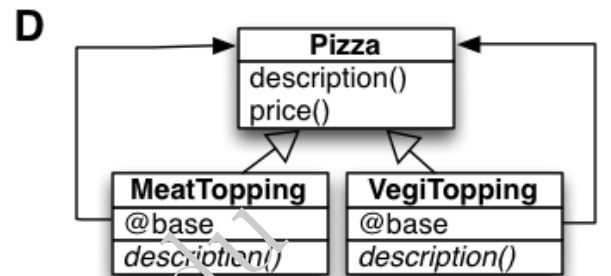 D
Pizza
description()
price()
MeatTopping
@base
description()
VegiTopping
@base
description()